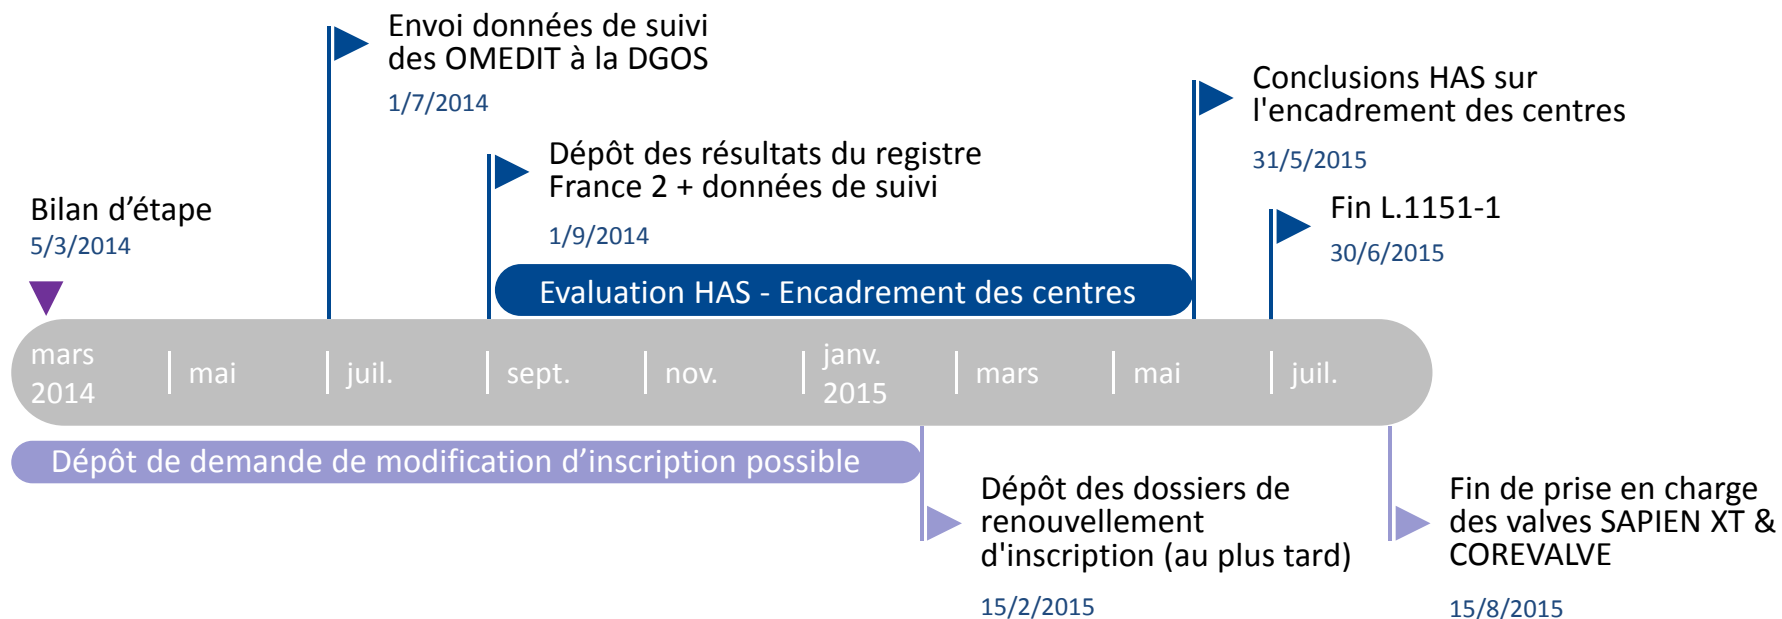 Envoi données de suivi
des OMEDIT à la DGOS
1/7/2014
Conclusions HAS sur
l'encadrement des centres
31/5/2015
Dépôt des résultats du registre
France 2 + données de suivi
1/9/2014
Bilan d’étape
5/3/2014
Fin L.1151-1
30/6/2015
Evaluation HAS - Encadrement des centres
mars
2014
mai
juil.
sept.
nov.
janv.
2015
mars
mai
juil.
Dépôt de demande de modification d’inscription possible
Dépôt des dossiers de
renouvellement
d'inscription (au plus tard)
15/2/2015
Fin de prise en charge
des valves SAPIEN XT &
COREVALVE
15/8/2015